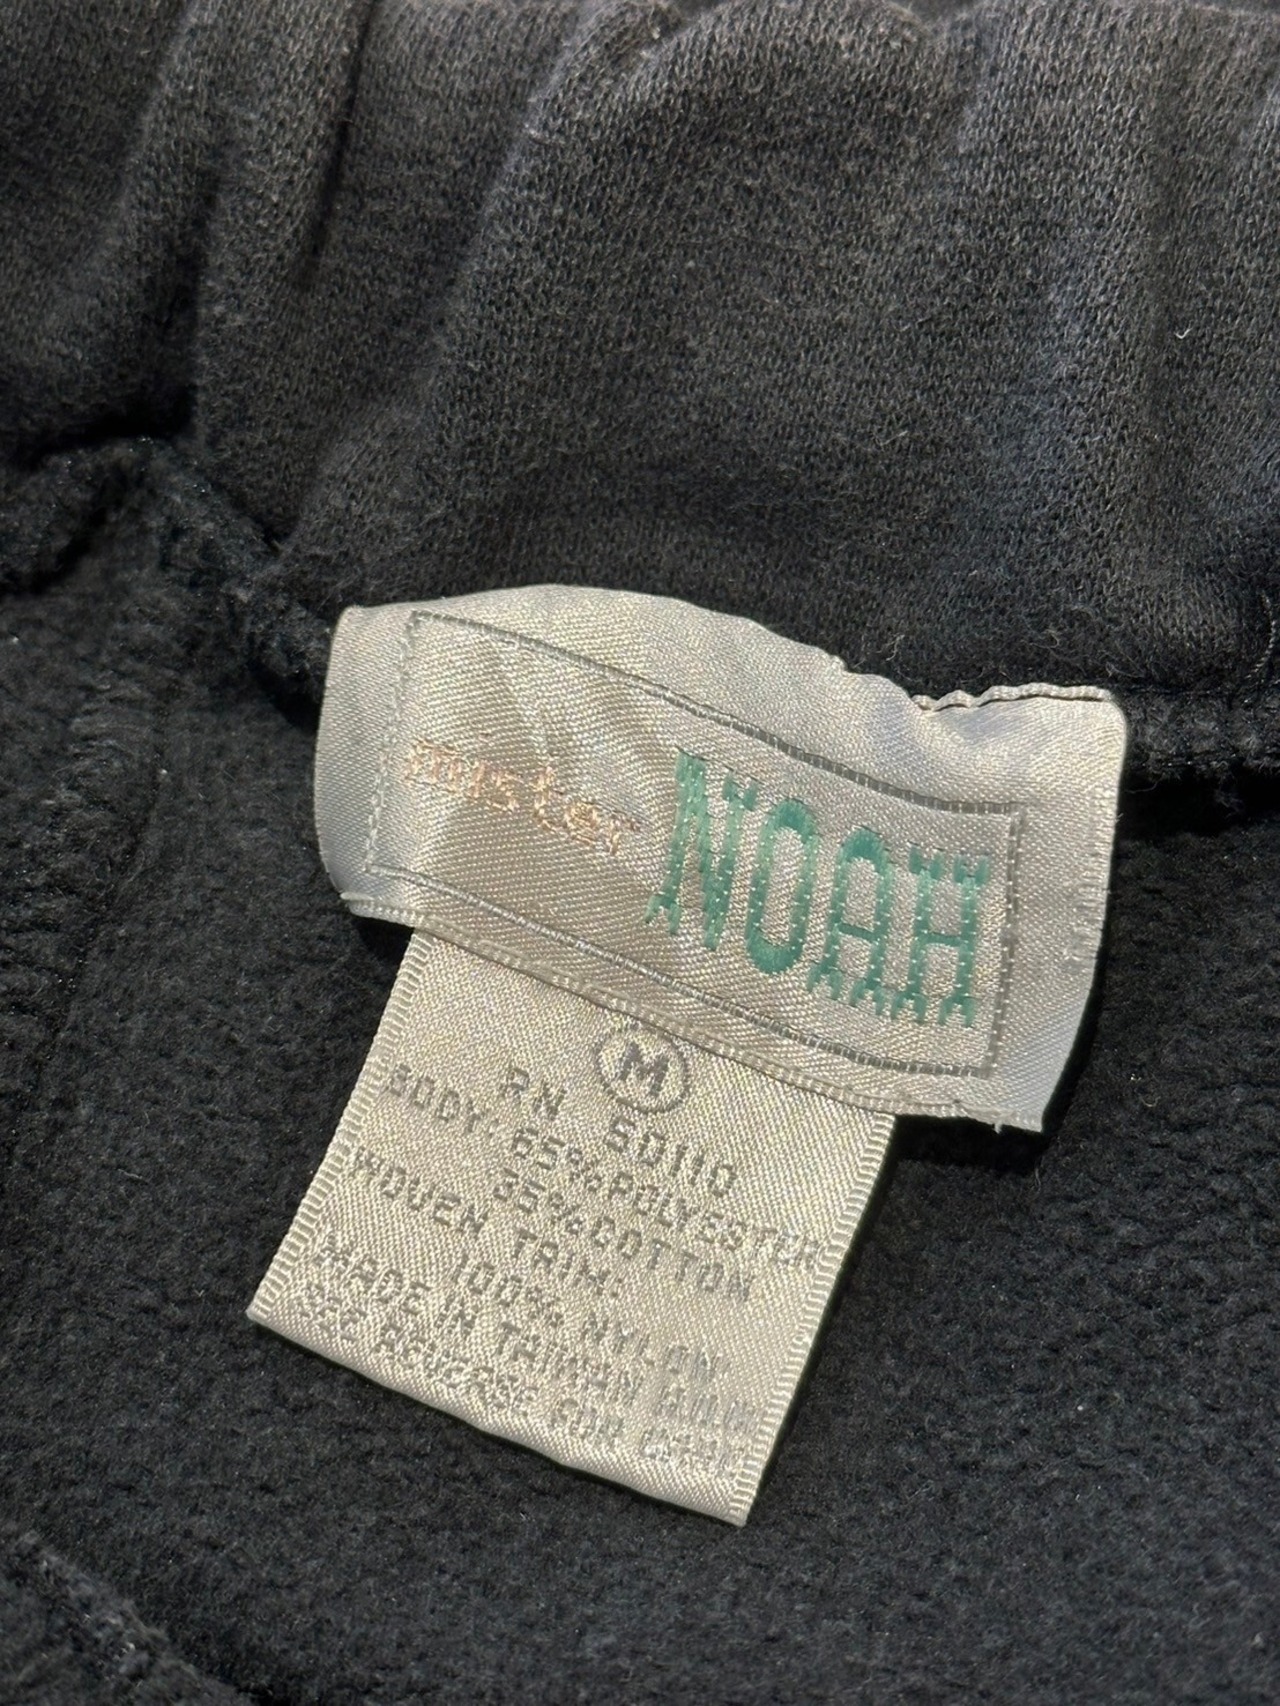 mister NOAH
M
RN 50110
BODY: 65% POLYESTER
35% COTTON
WOVEN TRIM:
100% NYLON
MADE IN TAIWAN
SEE REVERSE FOR CARE